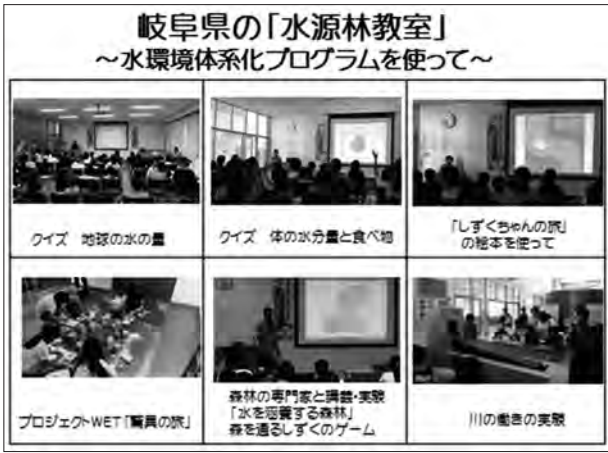 岐阜県の「水源林教室」
～水環境体系化プログラムを使って～
クイズ　地球の水の量
クイズ　体の水分量と食べ物
「しずくちゃんの旅」
の絵本を使って
プロジェクトWET「驚異の旅」
森林の専門家と講義・実験
「水を涵養する森林」
森を通るしずくのゲーム
川の働きの実験